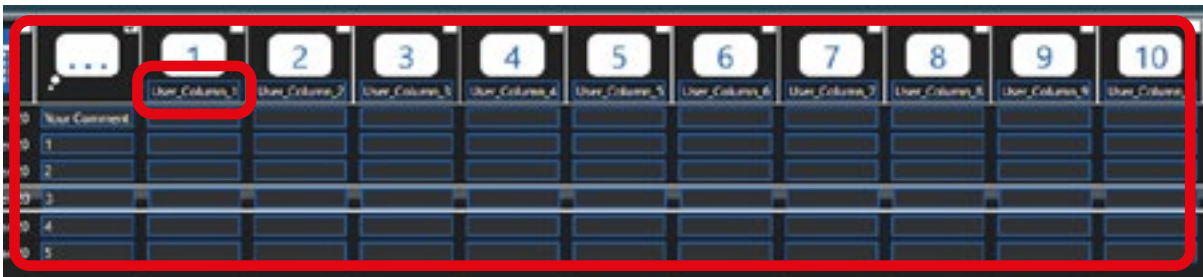 ... 1 2 3 4 5 6 7 8 9 10
User_Column_1 User_Column_2 User_Column_3 User_Column_4 User_Column_5 User_Column_6 User_Column_7 User_Column_8 User_Column_9 User_Column
Your Comment
1
2
3
4
5